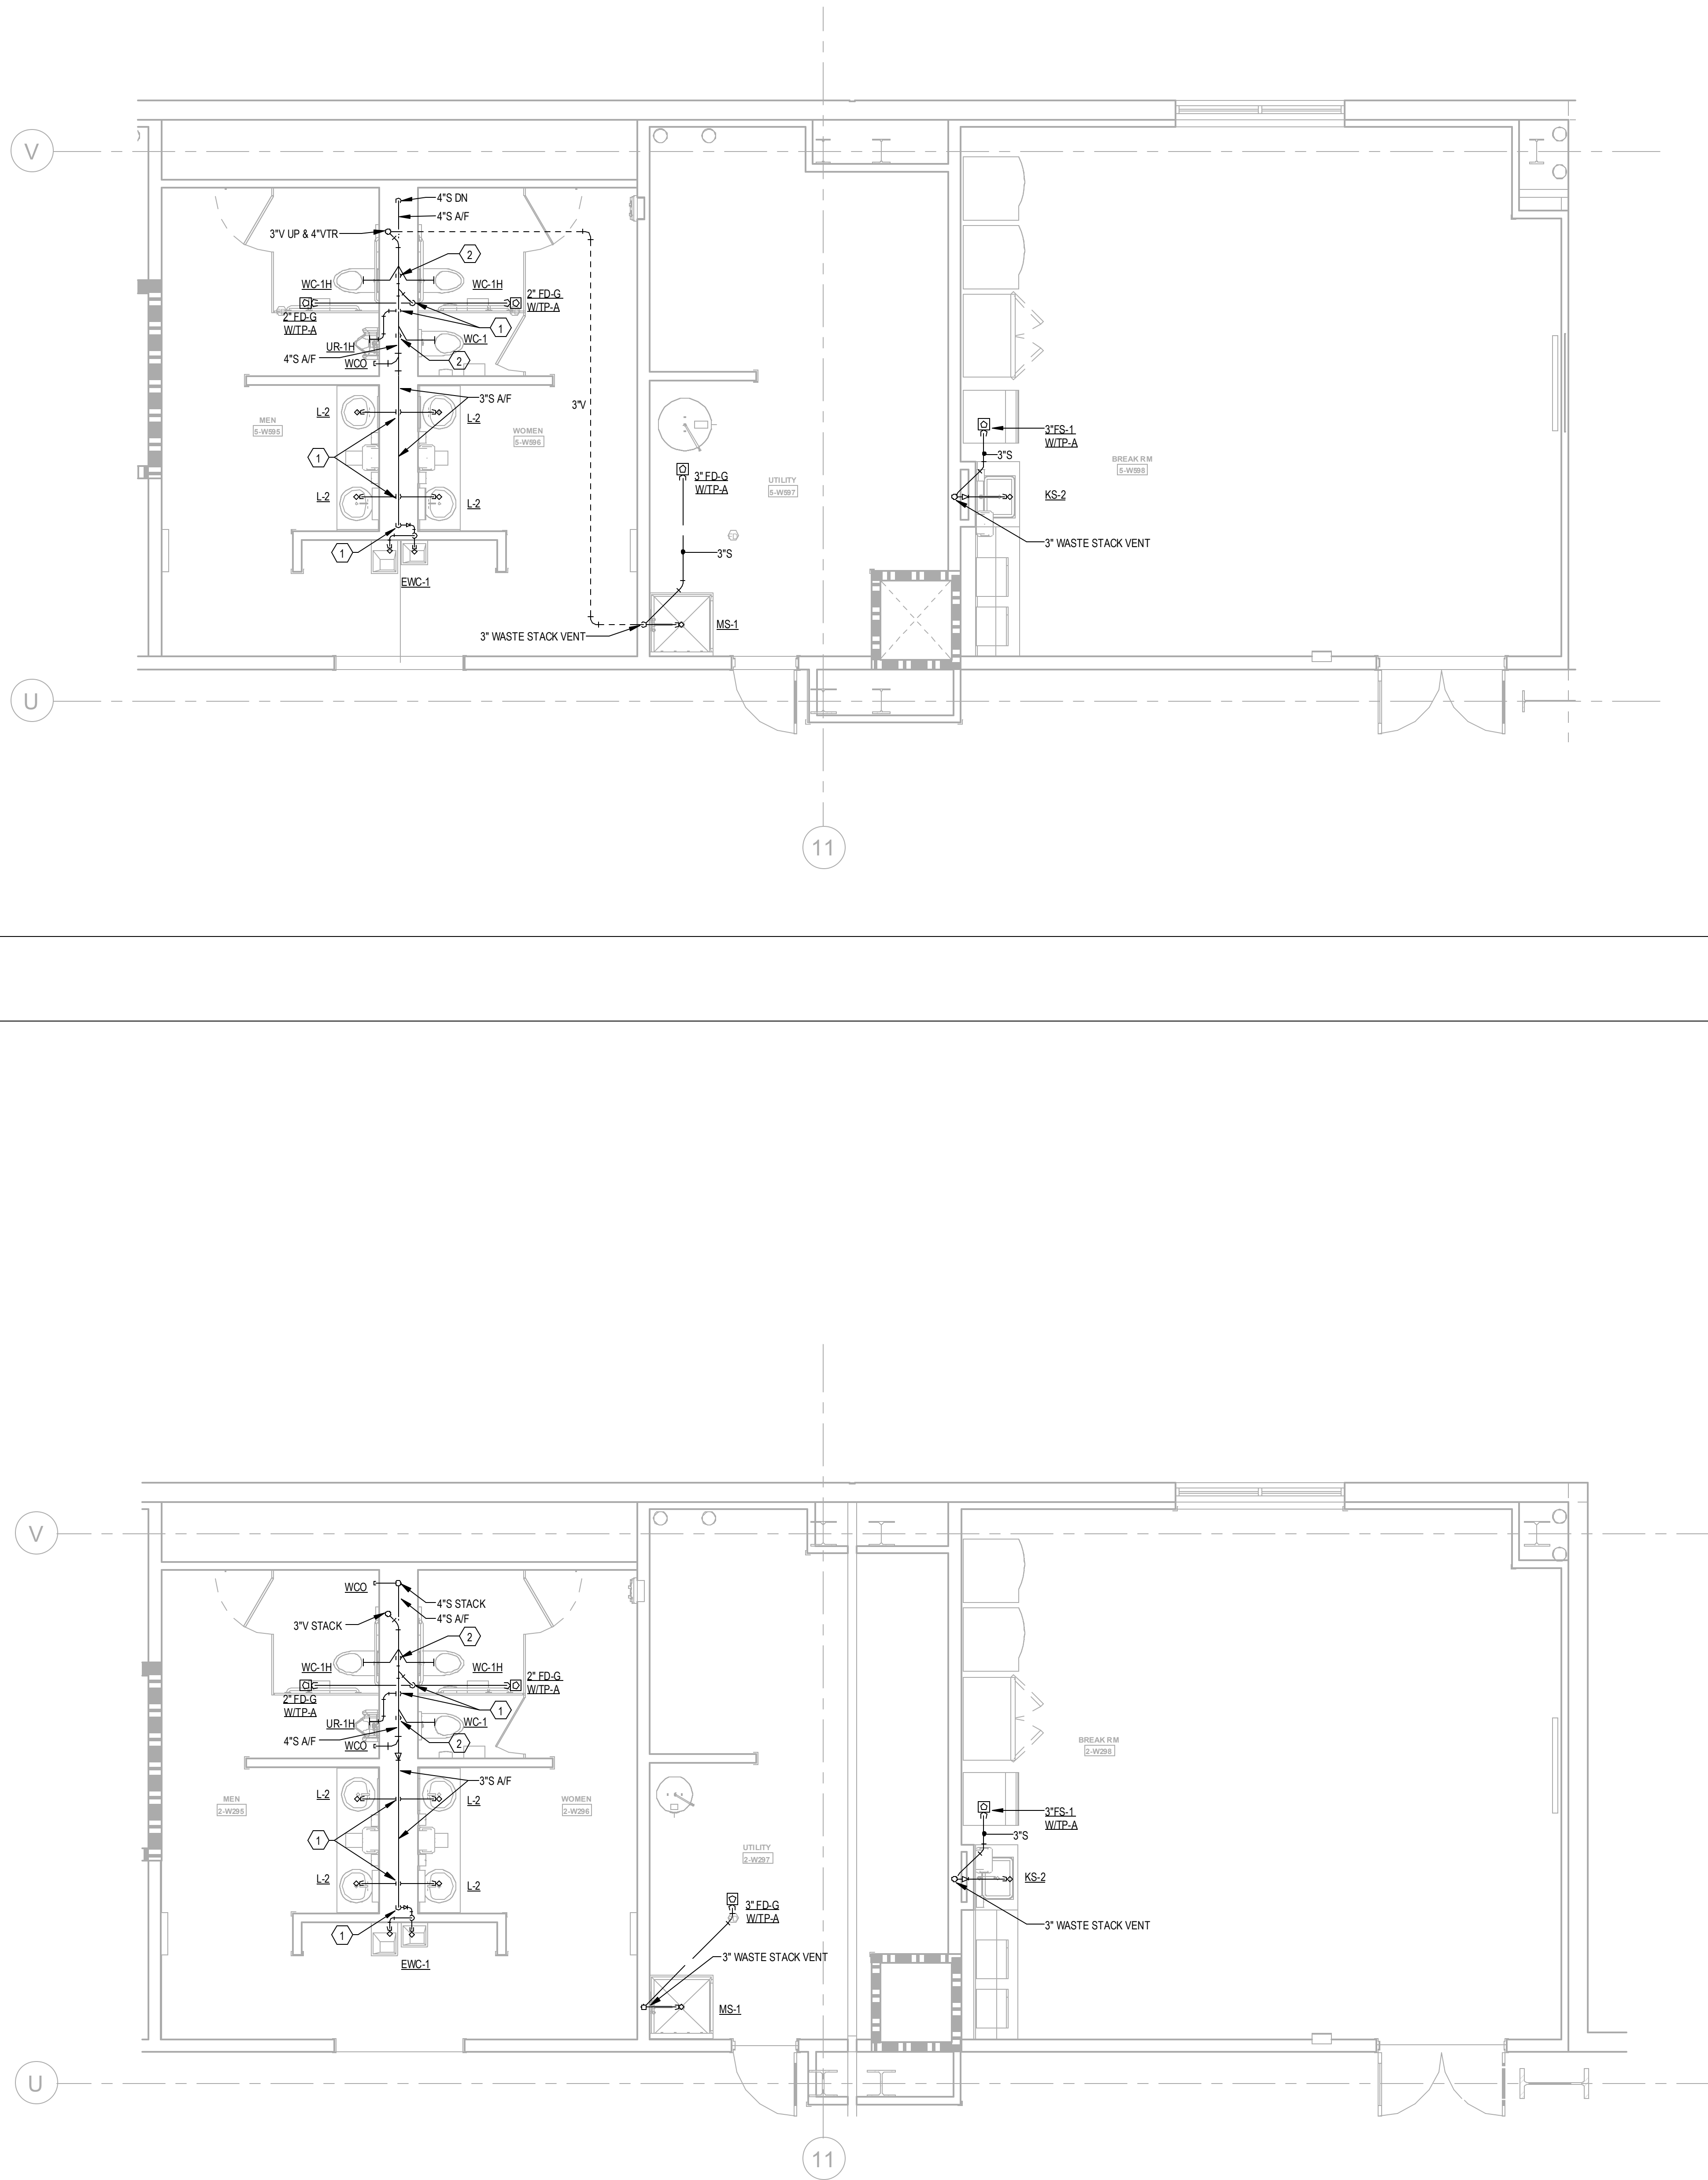 V
4"S DN
4"S A/F
3"V UP & 4"VTR
2
WC-1H
WC-1H
2" FD-G
W/TP-A
2" FD-G
W/TP-A
1
UR-1H
WC-1
4"S A/F
WCO
2
3"S A/F
3"V
L-2
L-2
MEN
5-W595
WOMEN
5-W596
3"FS-1
W/TP-A
1
3"S
BREAK RM
5-W598
3" FD-G
W/TP-A
UTILITY
5-W597
L-2
L-2
KS-2
1
3" WASTE STACK VENT
3"S
EWC-1
MS-1
3" WASTE STACK VENT
U
11
V
WCO
4"S STACK
4"S A/F
3"V STACK
2
WC-1H
WC-1H
2" FD-G
W/TP-A
2" FD-G
W/TP-A
1
UR-1H
WC-1
4"S A/F
WCO
2
BREAK RM
2-W298
3"S A/F
L-2
L-2
MEN
2-W295
WOMEN
2-W296
3"FS-1
W/TP-A
1
3"S
UTILITY
2-W297
L-2
L-2
KS-2
3" FD-G
W/TP-A
1
3" WASTE STACK VENT
3" WASTE STACK VENT
EWC-1
MS-1
U
11